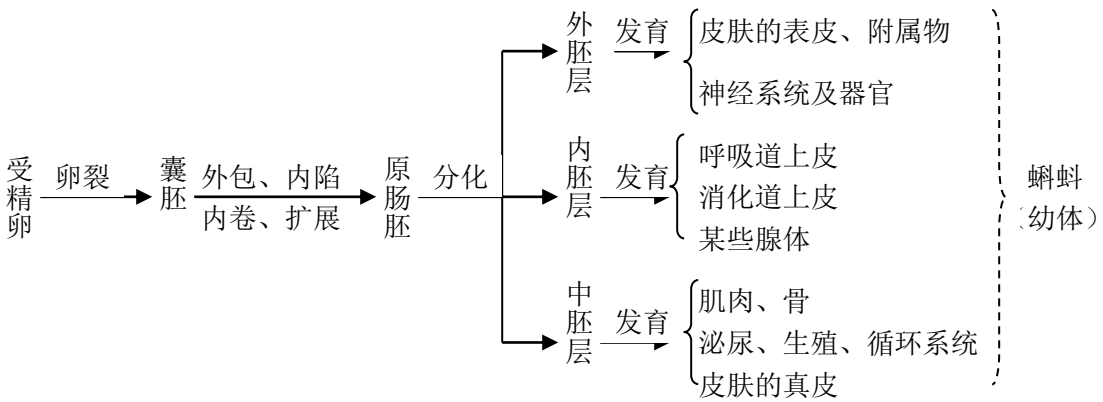 受精卵
卵裂
囊胚
外包、内陷
内卷、扩展
原肠胚
分化
外胚层
发育
皮肤的表皮、附属物
神经系统及器官
内胚层
发育
呼吸道上皮
消化道上皮
某些腺体
中胚层
发育
肌肉、骨
泌尿、生殖、循环系统
皮肤的真皮
蝌蚪
（幼体）